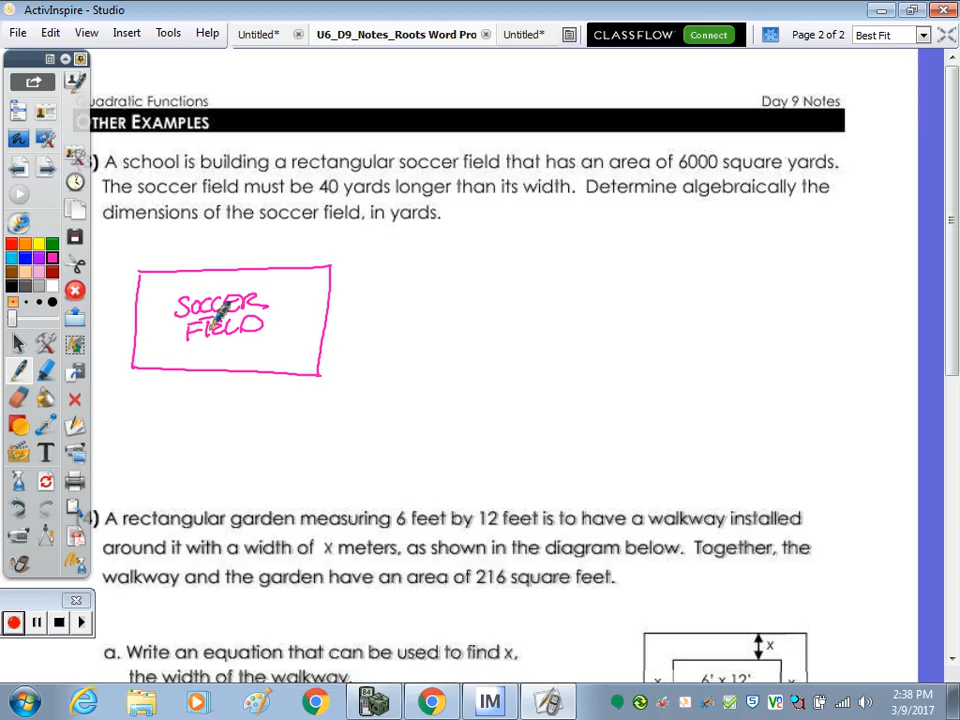 ActivInspire - Studio
File Edit View Insert Tools Help Untitled* U6_D9_Notes_Roots Word Pro Untitled* CLASSFLOW Connect Page 2 of 2 Best Fit
uadralic Functions Day 9 Notes
OTHER EXAMPLES
3) A school is building a rectangular soccer field that has an area of 6000 square yards.
The soccer field must be 40 yards longer than its width. Determine algebraically the
dimensions of the soccer field, in yards.
SOCCER
FIELD
4) A rectangular garden measuring 6 feet by 12 feet is to have a walkway installed
around it with a width of x meters, as shown in the diagram below. Together, the
walkway and the garden have an area of 216 square feet.
a. Write an equation that can be used to find x,
the width of the walkway.
x
x 6' x 12' x
2:38 PM
3/9/2017